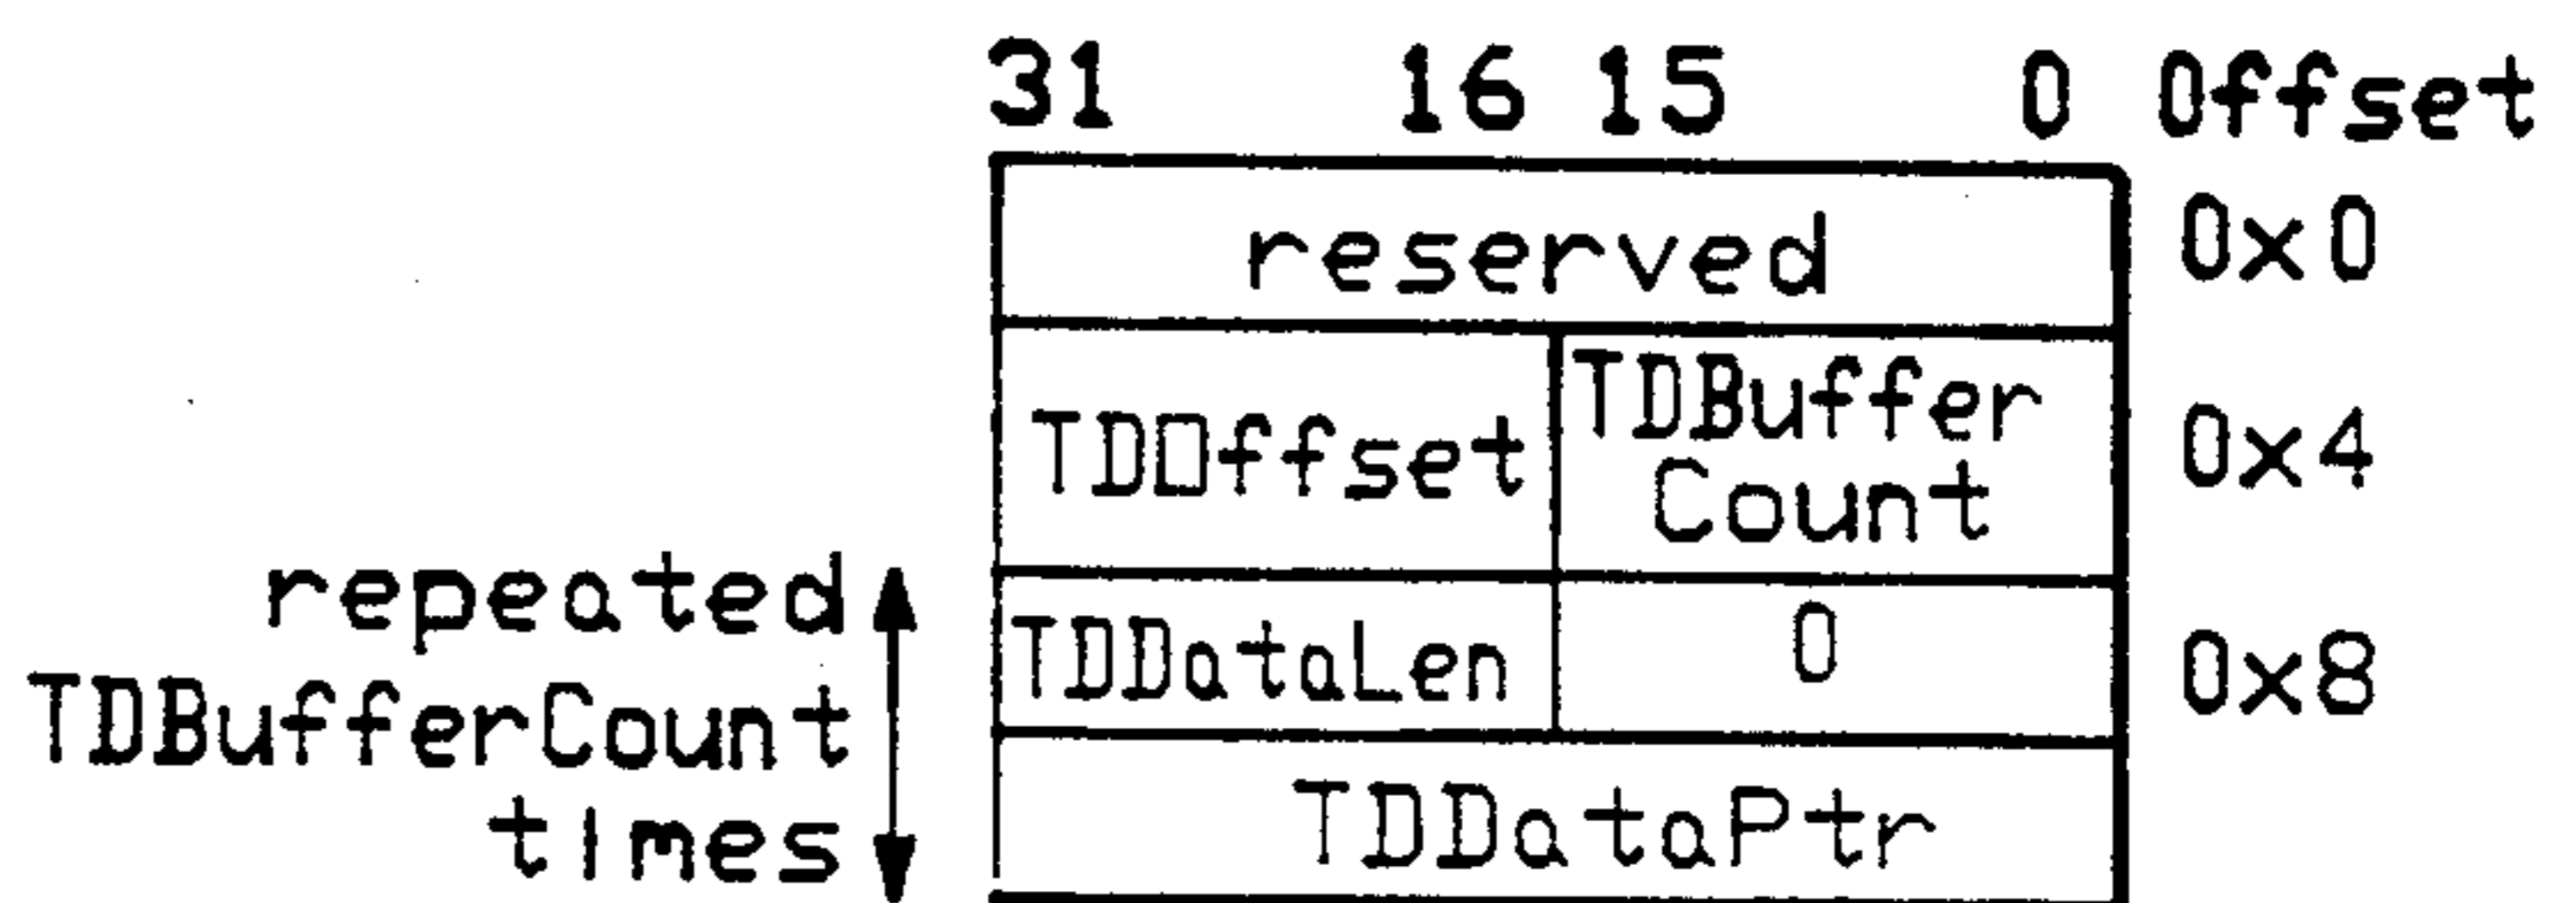 31 16 15 0 Offset
reserved 0x0
TDOffset TDBuffer Count 0x4
repeated
TDDataLen 0 0x8
TDBufferCount
times
TDDataPtr